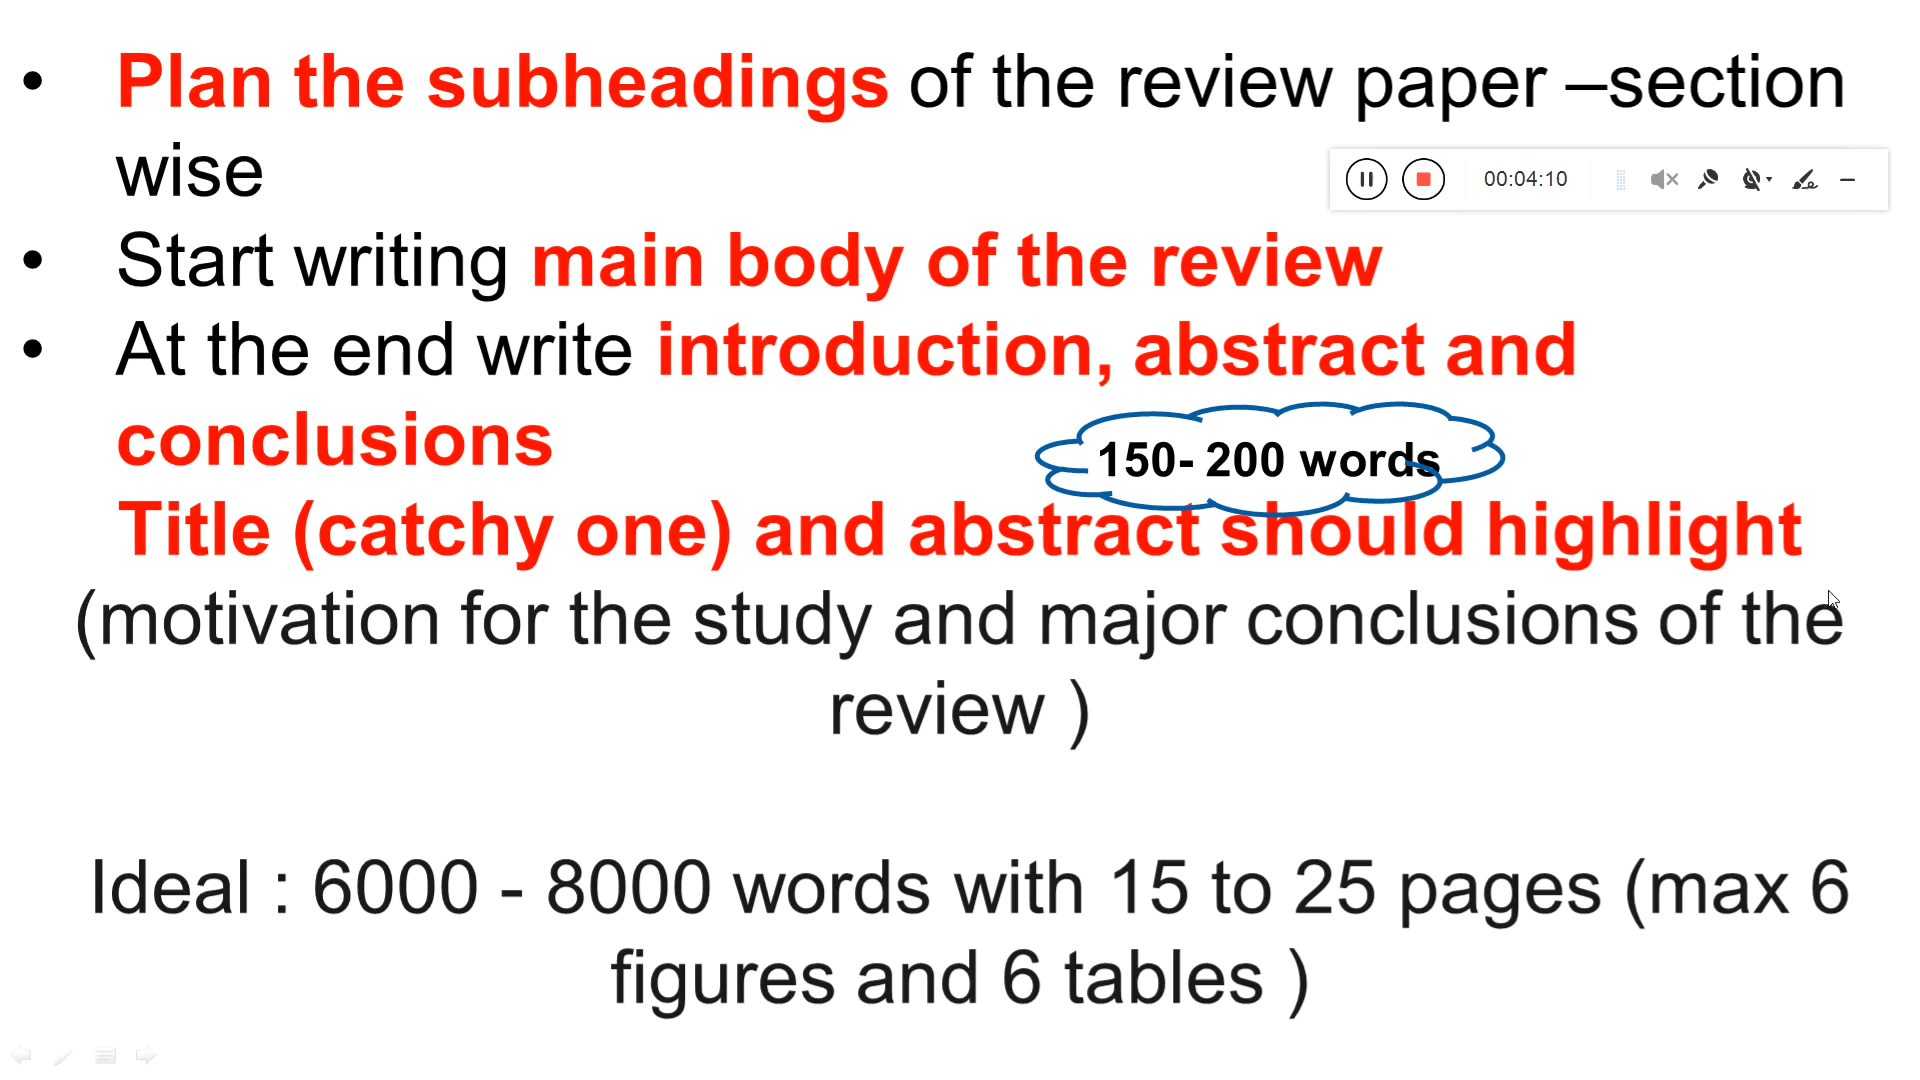 • Plan the subheadings of the review paper –section
wise
00:04:10
• Start writing main body of the review
• At the end write introduction, abstract and
conclusions
150- 200 words
Title (catchy one) and abstract should highlight
(motivation for the study and major conclusions of the
review )
Ideal : 6000 - 8000 words with 15 to 25 pages (max 6
figures and 6 tables )